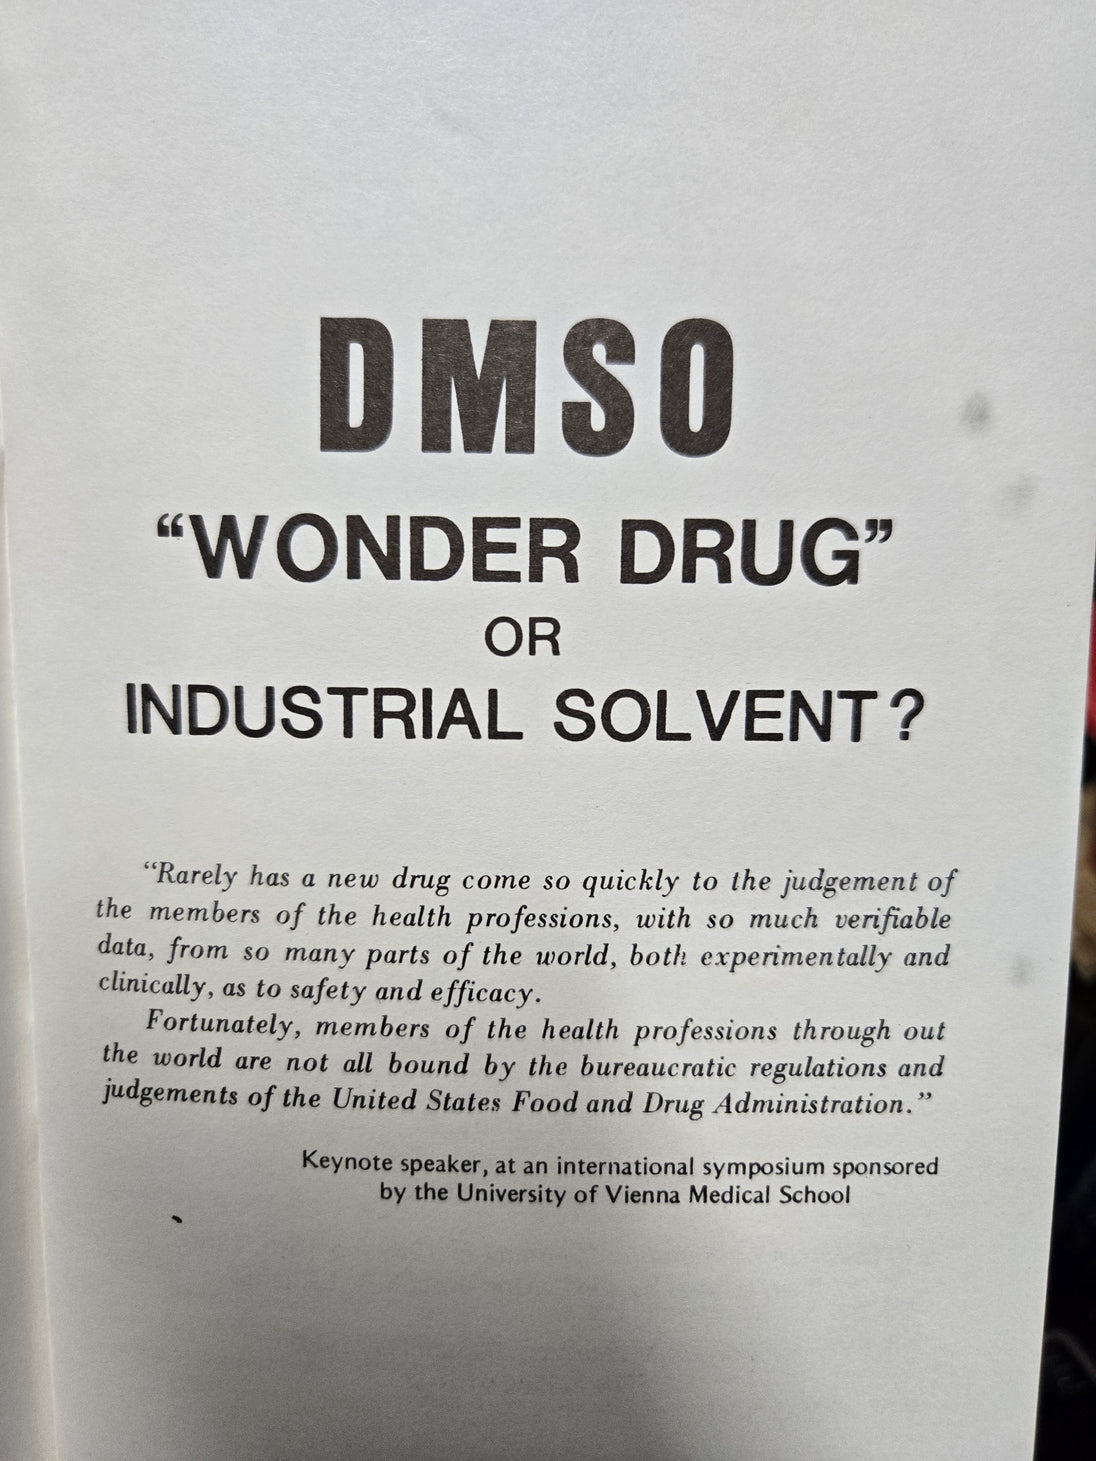 DMSO
“WONDER DRUG”
OR
INDUSTRIAL SOLVENT?
“Rarely has a new drug come so quickly to the judgement of
the members of the health professions, with so much verifiable
data, from so many parts of the world, both experimentally and
clinically, as to safety and efficacy.
Fortunately, members of the health professions through out
the world are not all bound by the bureaucratic regulations and
judgements of the United States Food and Drug Administration.”
Keynote speaker, at an international symposium sponsored
by the University of Vienna Medical School